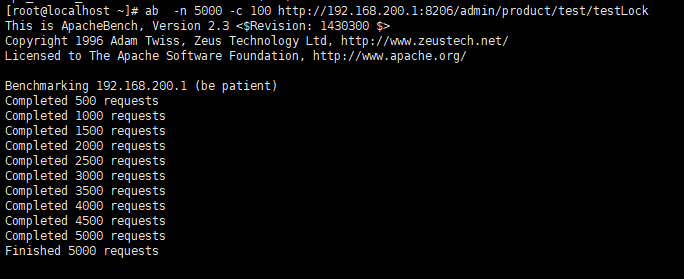 [root@localhost ~]# ab  -n 5000 -c 100 http://192.168.200.1:8206/admin/product/test/testLock
This is ApacheBench, Version 2.3 <$Revision: 1430300 $>
Copyright 1996 Adam Twiss, Zeus Technology Ltd, http://www.zeustech.net/
Licensed to The Apache Software Foundation, http://www.apache.org/

Benchmarking 192.168.200.1 (be patient)
Completed 500 requests
Completed 1000 requests
Completed 1500 requests
Completed 2000 requests
Completed 2500 requests
Completed 3000 requests
Completed 3500 requests
Completed 4000 requests
Completed 4500 requests
Completed 5000 requests
Finished 5000 requests